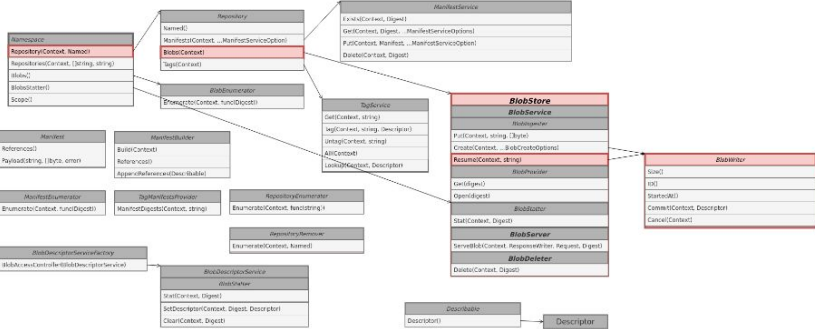 Namespace
Repository(Context, Name)
Repositories(Context, []string, string)
Blobs()
BlobsStatter()
Scope()
Repository
Named()
Manifests(Context, ...ManifestServiceOption)
Blobs(Context)
Tags(Context)
BlobEnumerator
Enumerate(Context, func(Digest))
ManifestService
Exists(Context, Digest)
Get(Context, Digest, ...ManifestServiceOptions)
Put(Context, Manifest, ...ManifestServiceOption)
Delete(Context, Digest)
TagService
Get(Context, string)
Tag(Context, string, Descriptor)
Untag(Context, string)
All(Context)
Lookup(Context, Descriptor)
BlobStore
BlobService
BlobIngester
Put(Context, string, []byte)
Create(Context, ...BlobCreateOptions)
Resume(Context, string)
BlobProvider
Get(digest)
Open(digest)
BlobStatter
Stat(Context, Digest)
BlobServer
ServeBlob(Context, ResponseWriter, Request, Digest)
BlobDeleter
Delete(Context, Digest)
BlobWriter
Size()
ID()
StartedAt()
Commit(Context, Descriptor)
Cancel(Context)
Manifest
References()
Payload(string, []byte, error)
ManifestBuilder
Build(Context)
References()
AppendReferences(Describable)
ManifestEnumerator
Enumerate(Context, func(Digest))
TagManifestsProvider
ManifestDigests(Context, string)
RepositoryEnumerator
Enumerate(Context, func(string))
RepositoryRemover
Enumerate(Context, Named)
BlobDescriptorServiceFactory
BlobAccessController(BlobDescriptorService)
BlobDescriptorService
BlobStatter
Stat(Context, Digest)
SetDescriptor(Context, Digest, Descriptor)
Clear(Context, Digest)
Describable
Descriptor()
Descriptor